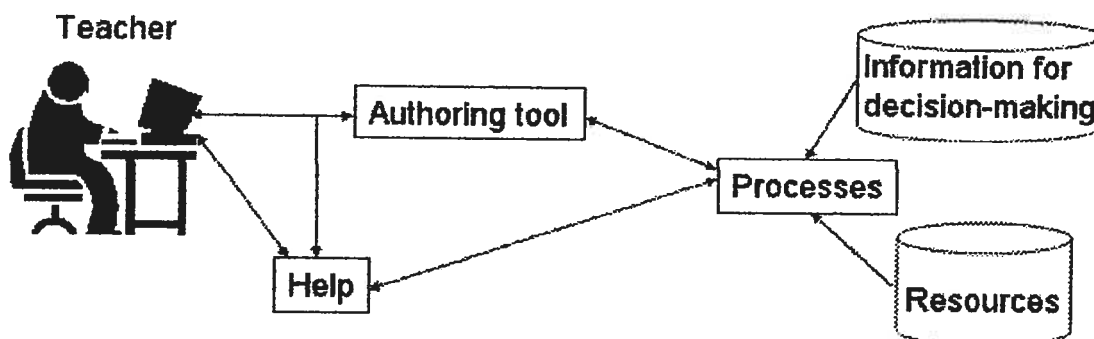 Teacher
Authoring tool
Help
Processes
Information for
decision-making
Resources